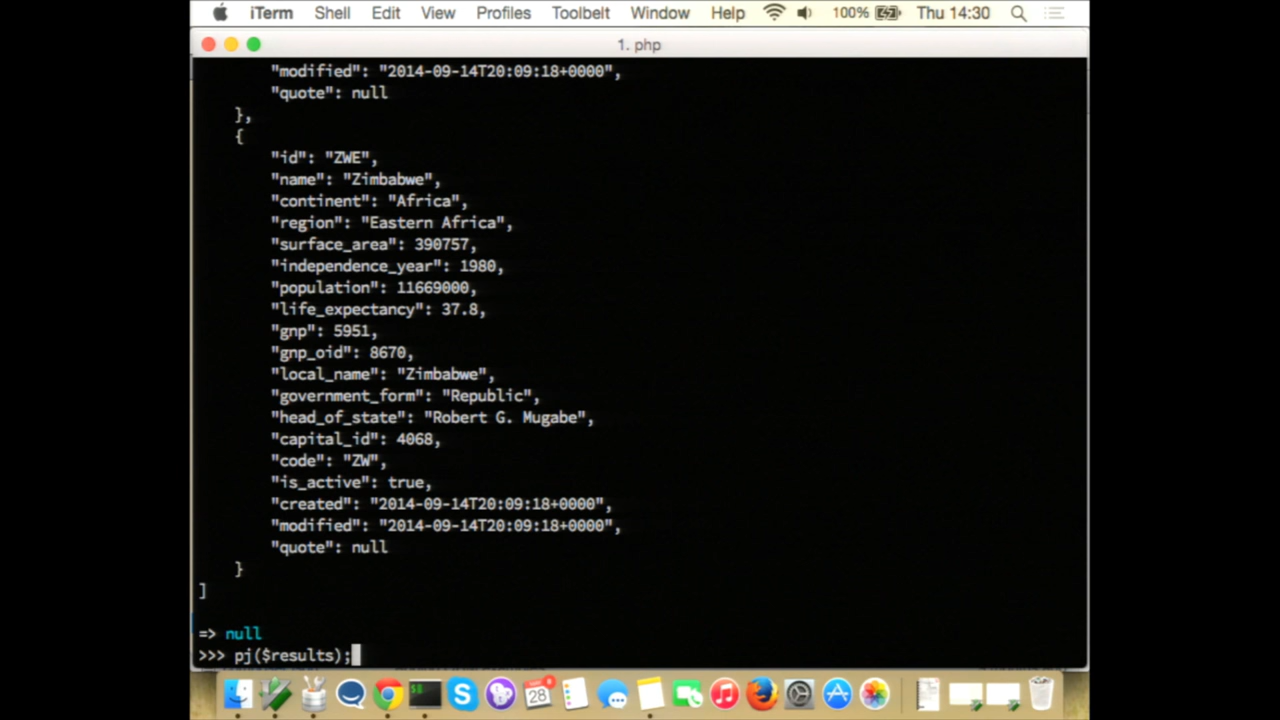 iTerm Shell Edit View Profiles Toolbelt Window Help 100% Thu 14:30
1. php
"modified": "2014-09-14T20:09:18+0000",
"quote": null
},
{
"id": "ZWE",
"name": "Zimbabwe",
"continent": "Africa",
"region": "Eastern Africa",
"surface_area": 390757,
"independence_year": 1980,
"population": 11669000,
"life_expectancy": 37.8,
"gnp": 5951,
"gnp_oid": 8670,
"local_name": "Zimbabwe",
"government_form": "Republic",
"head_of_state": "Robert G. Mugabe",
"capital_id": 4068,
"code": "ZW",
"is_active": true,
"created": "2014-09-14T20:09:18+0000",
"modified": "2014-09-14T20:09:18+0000",
"quote": null
}
]
=> null
>>> pj($results);
28